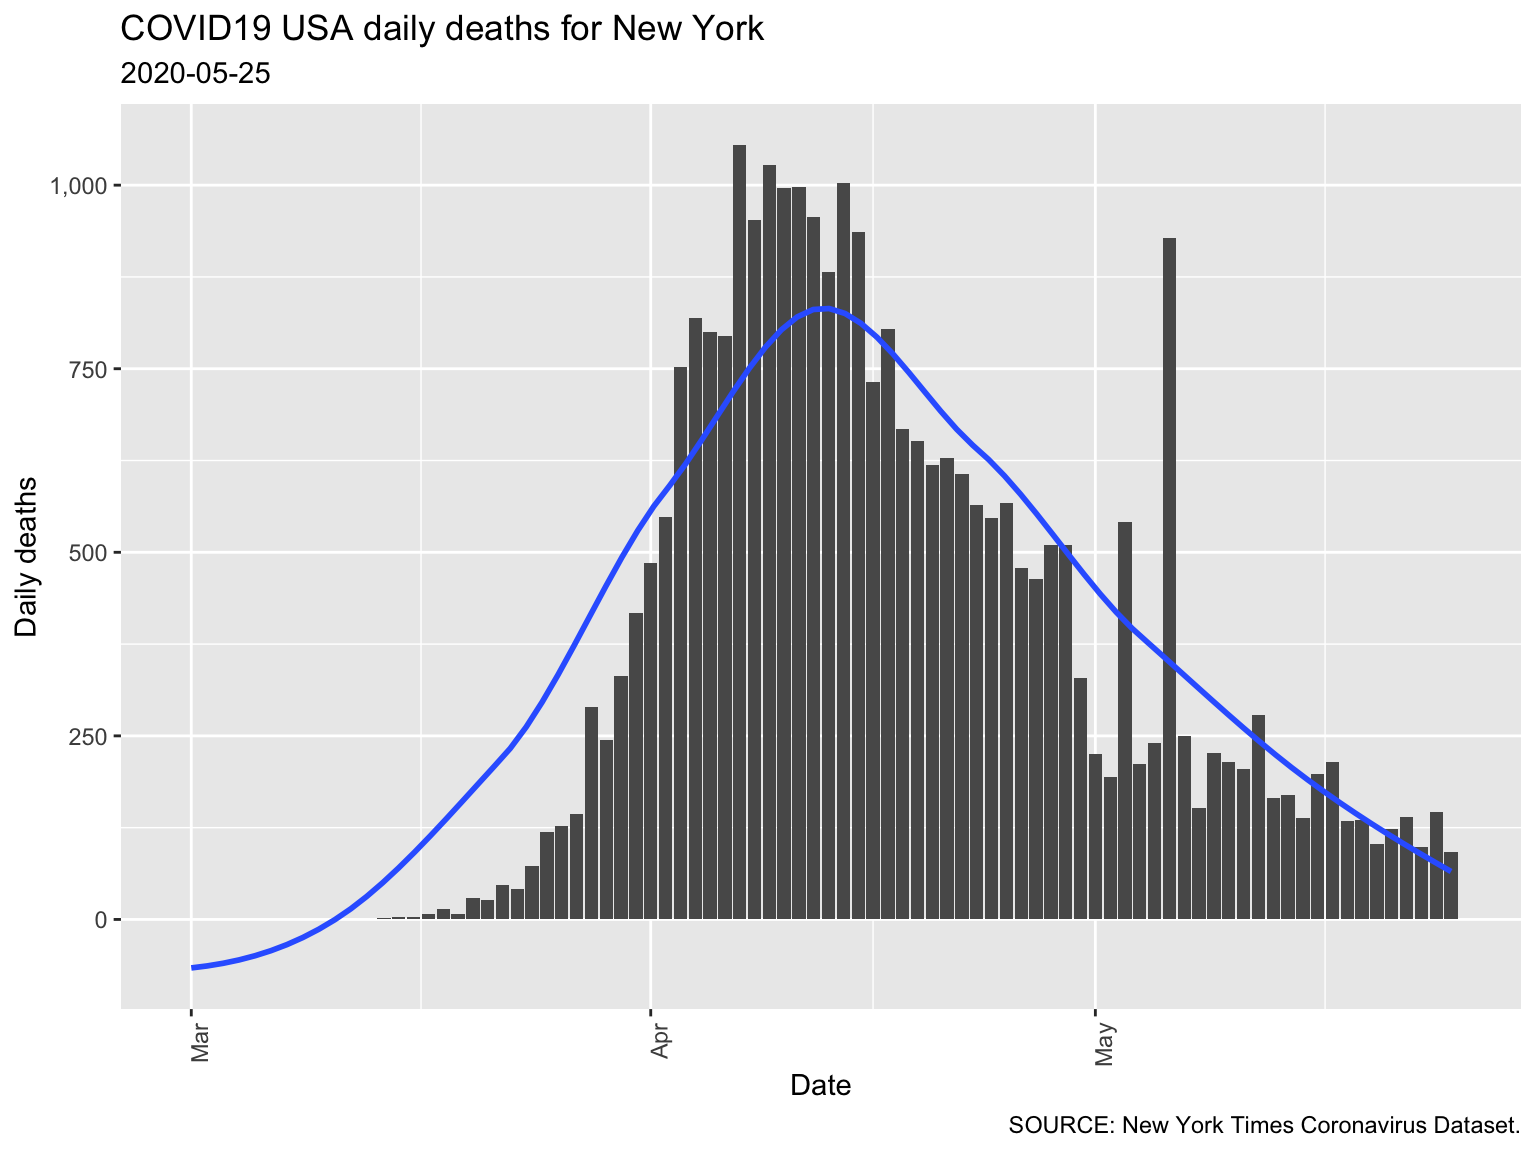 COVID19 USA daily deaths for New York
2020-05-25
Daily deaths
1,000
750
500
250
0
Mar
Apr
May
Date
SOURCE: New York Times Coronavirus Dataset.